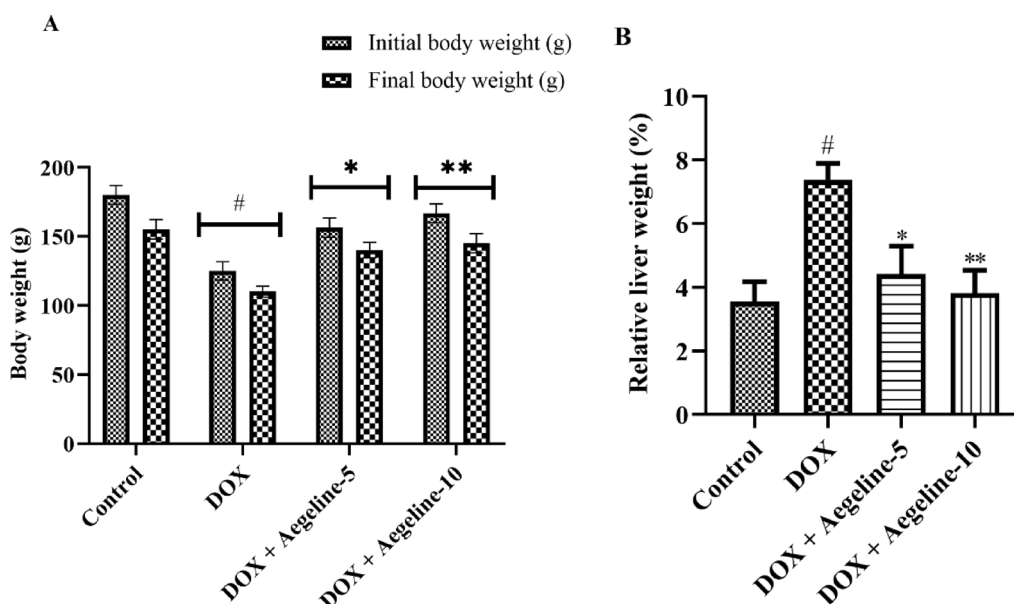 A
Initial body weight (g)
Final body weight (g)
Body weight (g)
200
150
100
50
0
#
*
**
Control
DOX
DOX + Aegeline-5
DOX + Aegeline-10
B
Relative liver weight (%)
10
8
6
4
2
0
#
*
**
Control
DOX
DOX + Aegeline-5
DOX + Aegeline-10